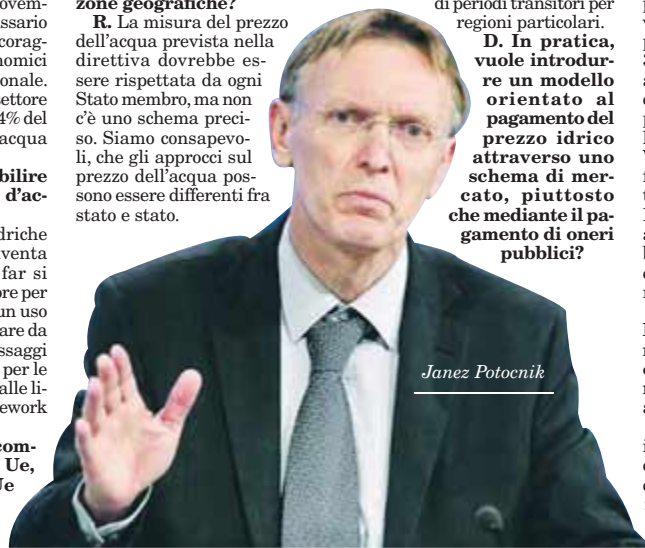 ovem-
ssario
corag-
nomici
onale.
ettore
4% del
acqua
bilire
d'ac-
driche
venta
far si
ore per
un uso
are da
ssaggi
per le
alle li-
ework
com-
Ue,
Ue
zone geografiche?
R. La misura del prezzo
dell'acqua prevista nella
direttiva dovrebbe es-
sere rispettata da ogni
Stato membro, ma non
c'è uno schema preci-
so. Siamo consapevo-
li, che gli approcci sul
prezzo dell'acqua pos-
sono essere differenti fra
stato e stato.
di periodi transitori per
regioni particolari.
D. In pratica,
vuole introdur-
re un modello
orientato al
pagamento del
prezzo idrico
attraverso uno
schema di mer-
cato, piuttosto
che mediante il pa-
gamento di oneri
pubblici?
Janez Potocnik